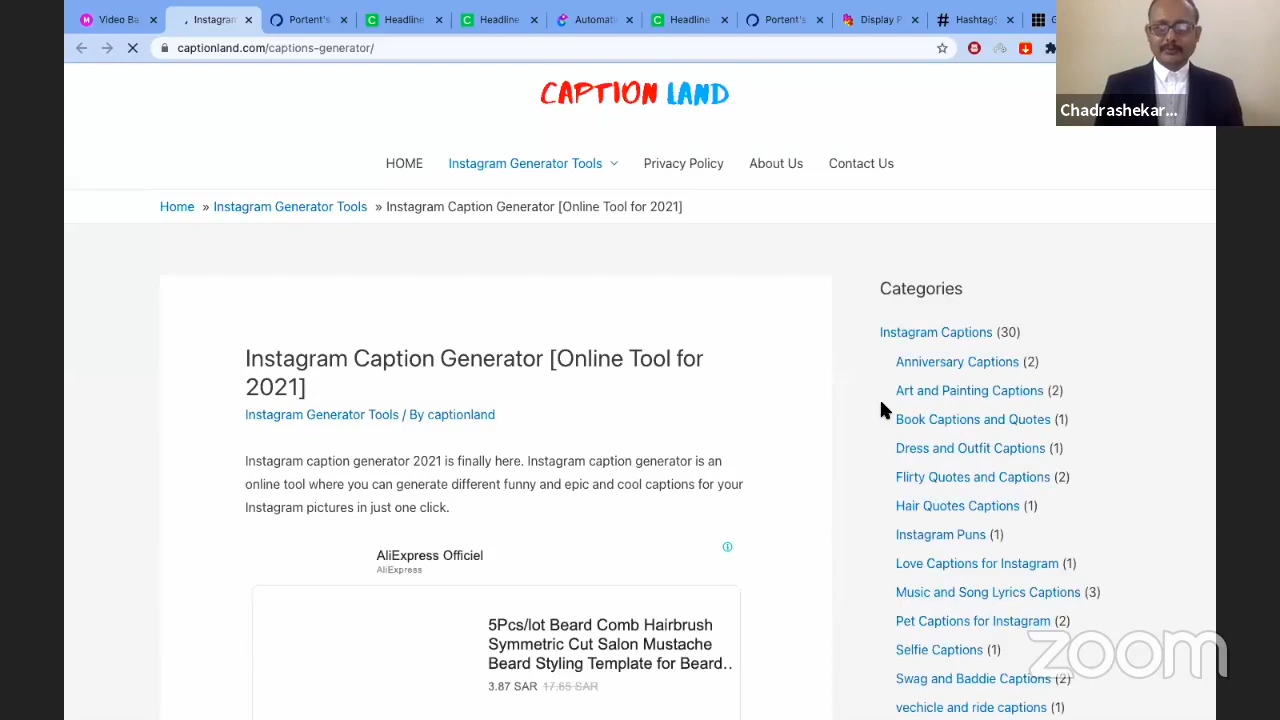 Video Ba
Instagram
Portent's
Headline
Headline
Automati
Headline
Portent's
Display P
Hashtag
captionland.com/captions-generator/
Chadrashekar...
CAPTION LAND
HOME
Instagram Generator Tools
Privacy Policy
About Us
Contact Us
Home » Instagram Generator Tools » Instagram Caption Generator [Online Tool for 2021]
Instagram Caption Generator [Online Tool for
2021]
Instagram Generator Tools / By captionland
Instagram caption generator 2021 is finally here. Instagram caption generator is an
online tool where you can generate different funny and epic and cool captions for your
Instagram pictures in just one click.
AliExpress Officiel
AliExpress
5Pcs/lot Beard Comb Hairbrush
Symmetric Cut Salon Mustache
Beard Styling Template for Beard..
3.87 SAR 17.65 SAR
Categories
Instagram Captions (30)
Anniversary Captions (2)
Art and Painting Captions (2)
Book Captions and Quotes (1)
Dress and Outfit Captions (1)
Flirty Quotes and Captions (2)
Hair Quotes Captions (1)
Instagram Puns (1)
Love Captions for Instagram (1)
Music and Song Lyrics Captions (3)
Pet Captions for Instagram (2)
Selfie Captions (1)
Swag and Baddie Captions (2)
vechicle and ride captions (1)
zoom